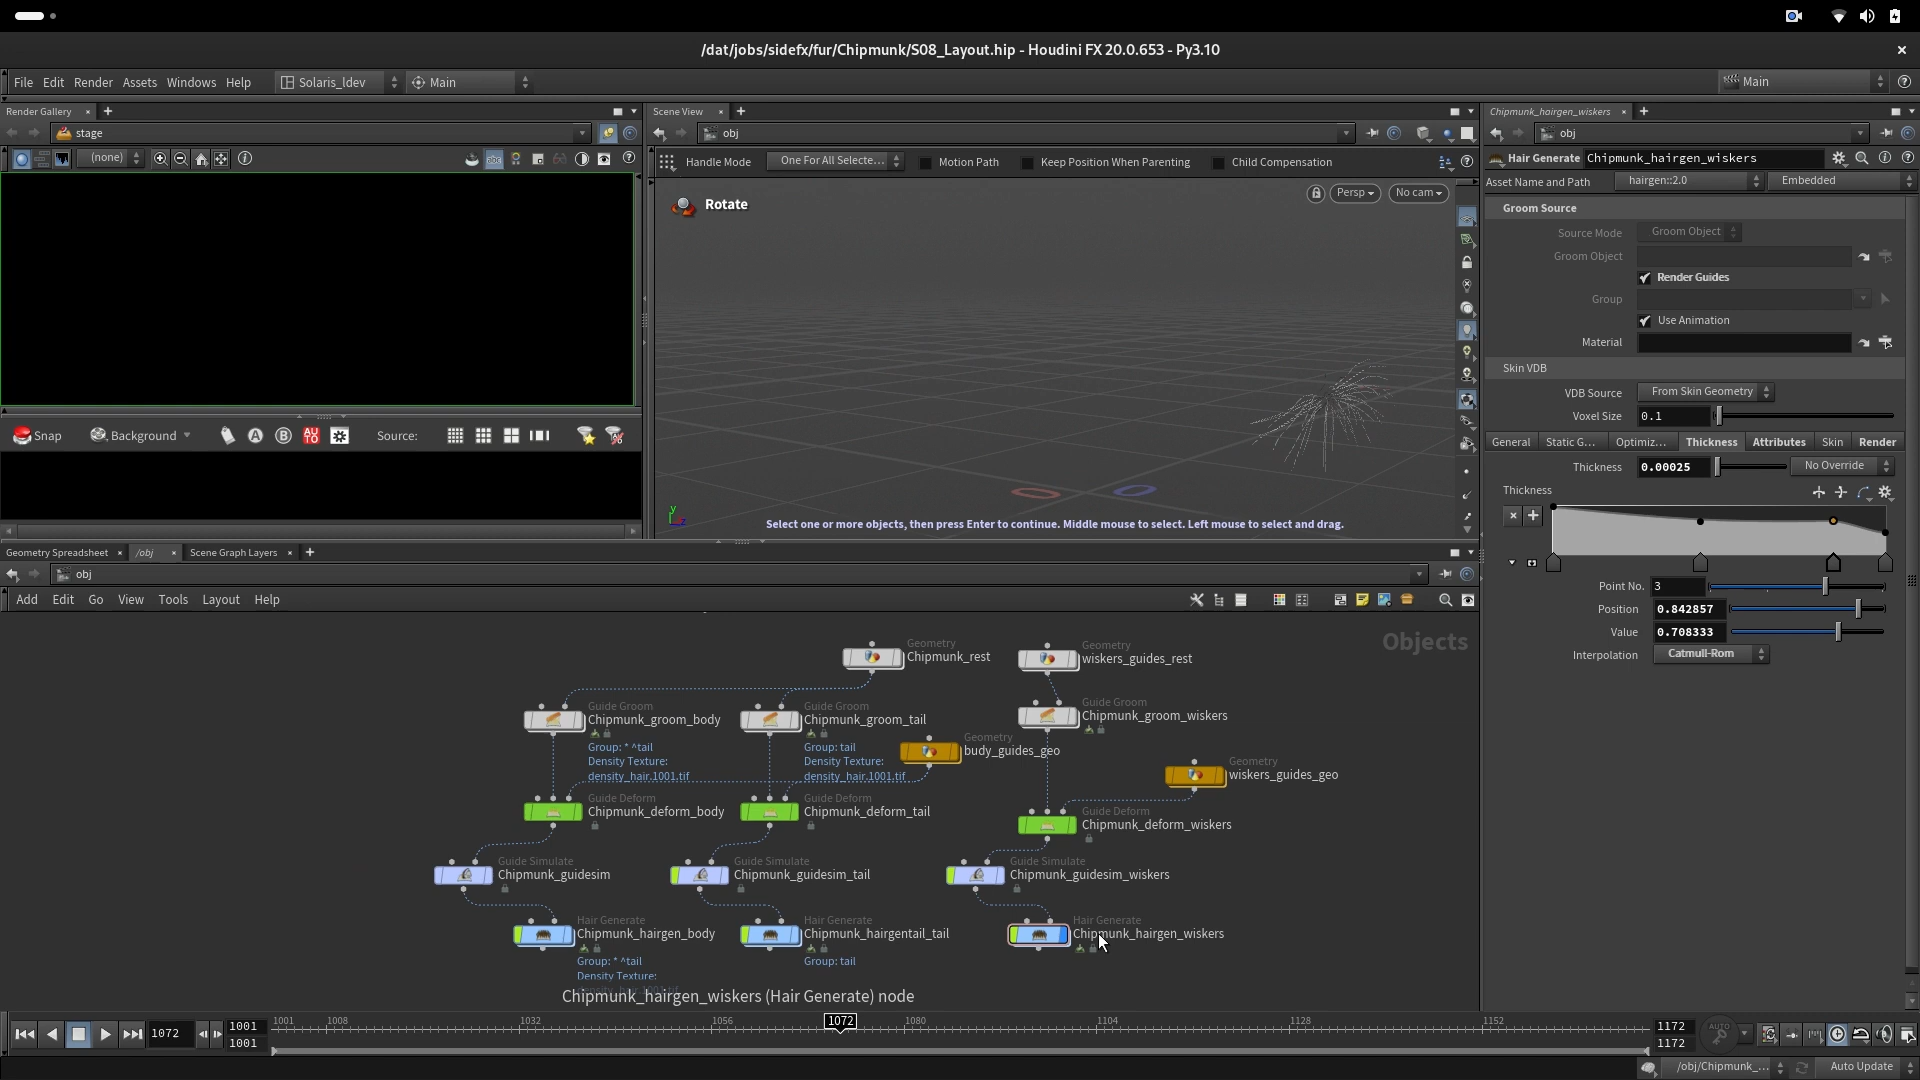 /dat/jobs/sidefx/fur/Chipmunk/S08_Layout.hip - Houdini FX 20.0.653 - Py3.10
File Edit Render Assets Windows Help Solaris_ldev Main Main
Render Gallery
stage
(none)
Snap Background AUTO Source:
Scene View
obj
Handle Mode One For All Selecte... Motion Path Keep Position When Parenting Child Compensation
Rotate
Persp No cam
Select one or more objects, then press Enter to continue. Middle mouse to select. Left mouse to select and drag.
Chipmunk_hairgen_wiskers
obj
Hair Generate Chipmunk_hairgen_wiskers
Asset Name and Path hairgen::2.0 Embedded
Groom Source
Source Mode Groom Object
Groom Object
Render Guides
Group
Use Animation
Material
Skin VDB
VDB Source From Skin Geometry
Voxel Size 0.1
General Static G... Optimiz... Thickness Attributes Skin Render
Thickness 0.00025 No Override
Thickness
Point No. 3
Position 0.842857
Value 0.708333
Interpolation Catmull-Rom
Geometry Spreadsheet /obj Scene Graph Layers
obj
Add Edit Go View Tools Layout Help
Objects
Geometry
Chipmunk_rest
Geometry
wiskers_guides_rest
Guide Groom
Chipmunk_groom_body
Group: * ^tail
Density Texture:
density_hair.1001.tif
Guide Groom
Chipmunk_groom_tail
Group: tail
Density Texture:
density_hair.1001.tif
Guide Groom
Chipmunk_groom_wiskers
Geometry
budy_guides_geo
Geometry
wiskers_guides_geo
Guide Deform
Chipmunk_deform_body
Guide Deform
Chipmunk_deform_tail
Guide Deform
Chipmunk_deform_wiskers
Guide Simulate
Chipmunk_guidesim
Guide Simulate
Chipmunk_guidesim_tail
Guide Simulate
Chipmunk_guidesim_wiskers
Hair Generate
Chipmunk_hairgen_body
Group: * ^tail
Density Texture:
Hair Generate
Chipmunk_hairgentail_tail
Group: tail
Hair Generate
Chipmunk_hairgen_wiskers
Chipmunk_hairgen_wiskers (Hair Generate) node
1072 1001 1001 1001 1008 1032 1056 1072 1080 1104 1128 1152 1172 1172 AUTO
/obj/Chipmunk_... Auto Update